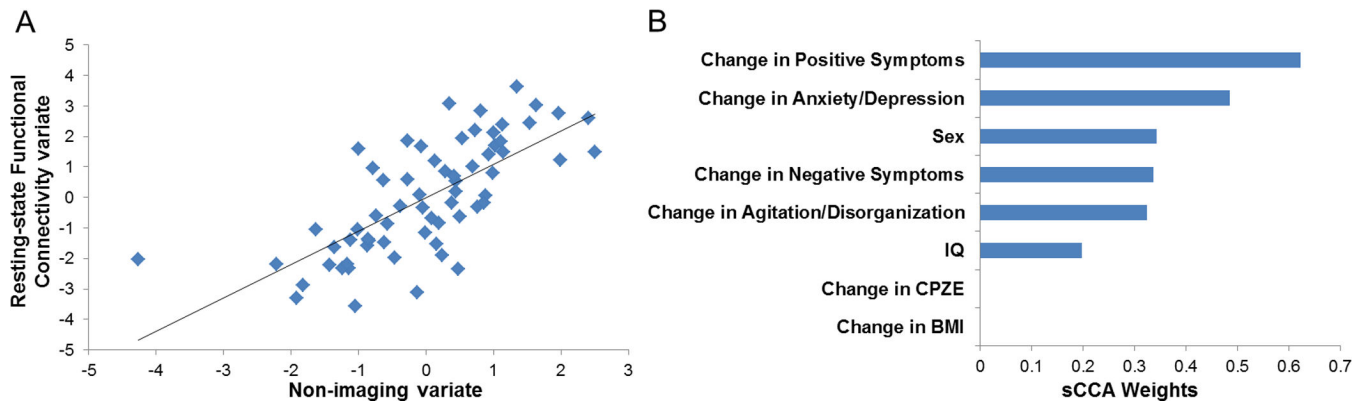 A
Resting-state Functional
Connectivity variate
5
4
3
2
1
0
-1
-2
-3
-4
-5
-5 -4 -3 -2 -1 0 1 2 3
Non-imaging variate
B
Change in Positive Symptoms
Change in Anxiety/Depression
Sex
Change in Negative Symptoms
Change in Agitation/Disorganization
IQ
Change in CPZE
Change in BMI
0 0.1 0.2 0.3 0.4 0.5 0.6 0.7
sCCA Weights